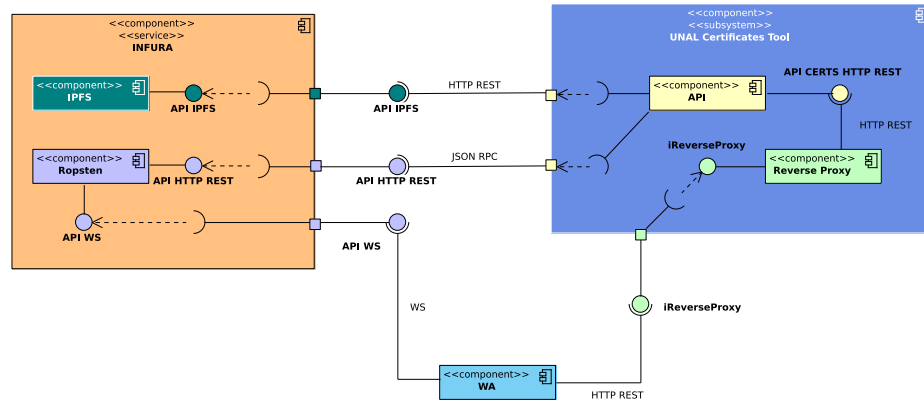 <<component>>
<<service>>
INFURA
<<component>>
<<subsystem>>
UNAL Certificates Tool
<<component>>
IPFS
API IPFS
API IPFS
HTTP REST
<<component>>
API
API CERTS HTTP REST
HTTP REST
<<component>>
Ropsten
API HTTP REST
API HTTP REST
JSON RPC
iReverseProxy
<<component>>
Reverse Proxy
API WS
API WS
WS
iReverseProxy
<<component>>
WA
HTTP REST